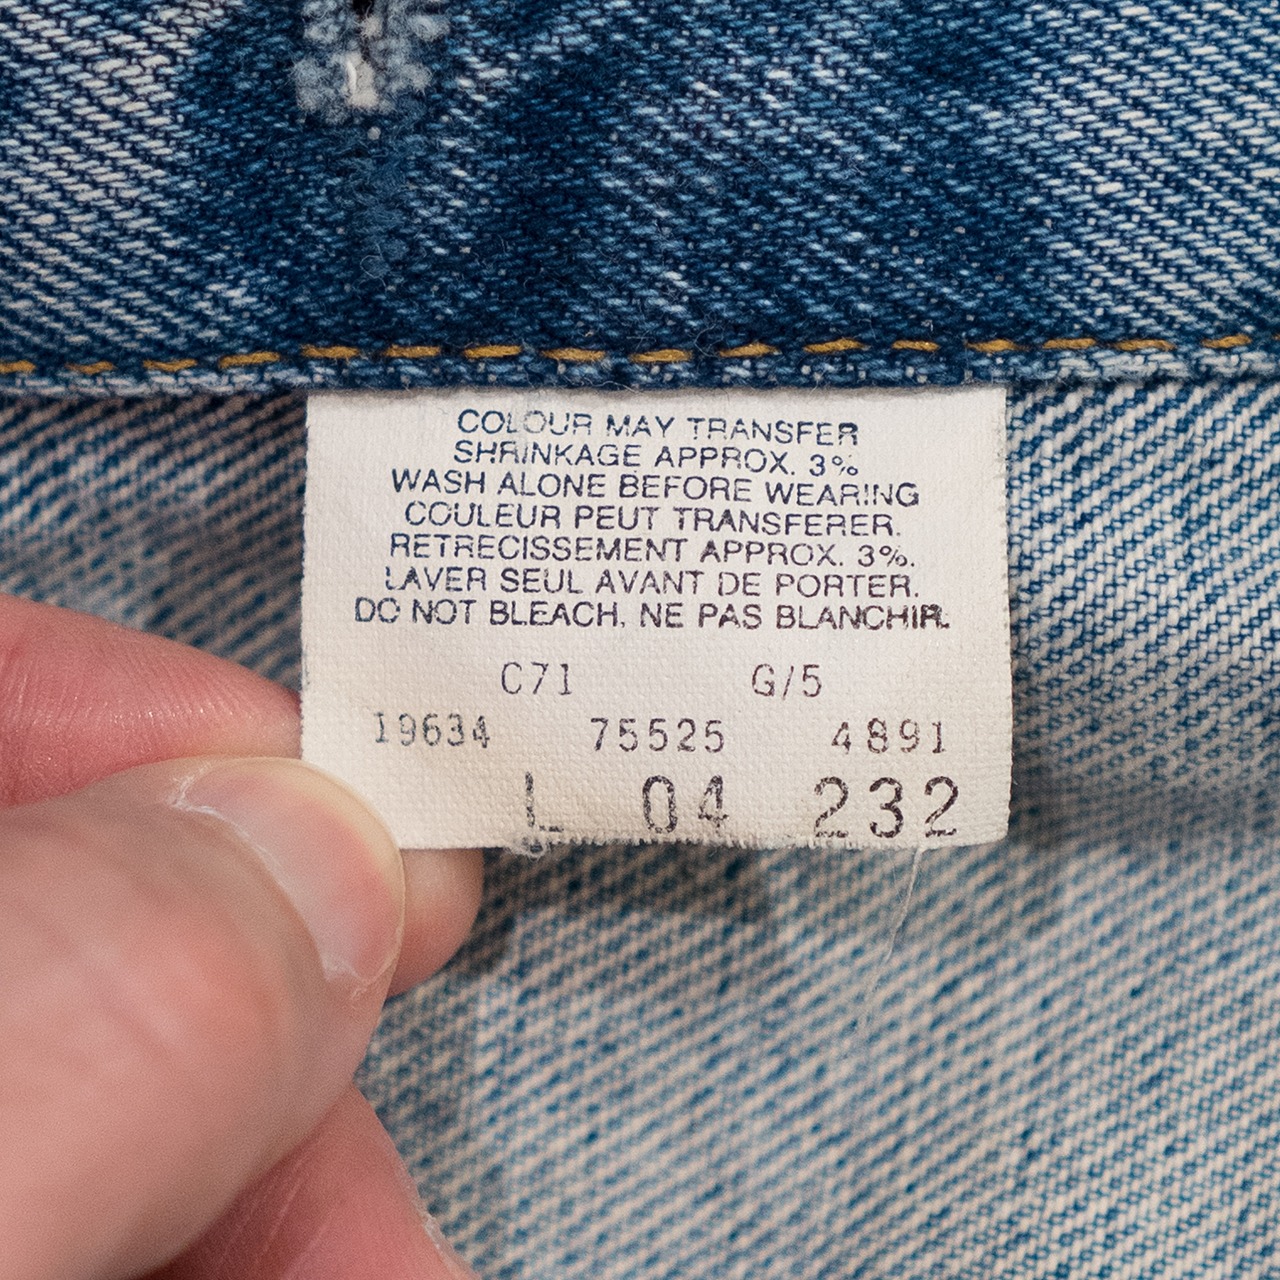 COLOUR MAY TRANSFER
SHRINKAGE APPROX. 3%
WASH ALONE BEFORE WEARING
COULEUR PEUT TRANSFERER.
RETRECISSEMENT APPROX. 3%.
LAVER SEUL AVANT DE PORTER.
DO NOT BLEACH. NE PAS BLANCHIR.
C71 G/5
19634 75525 4891
L 04 232